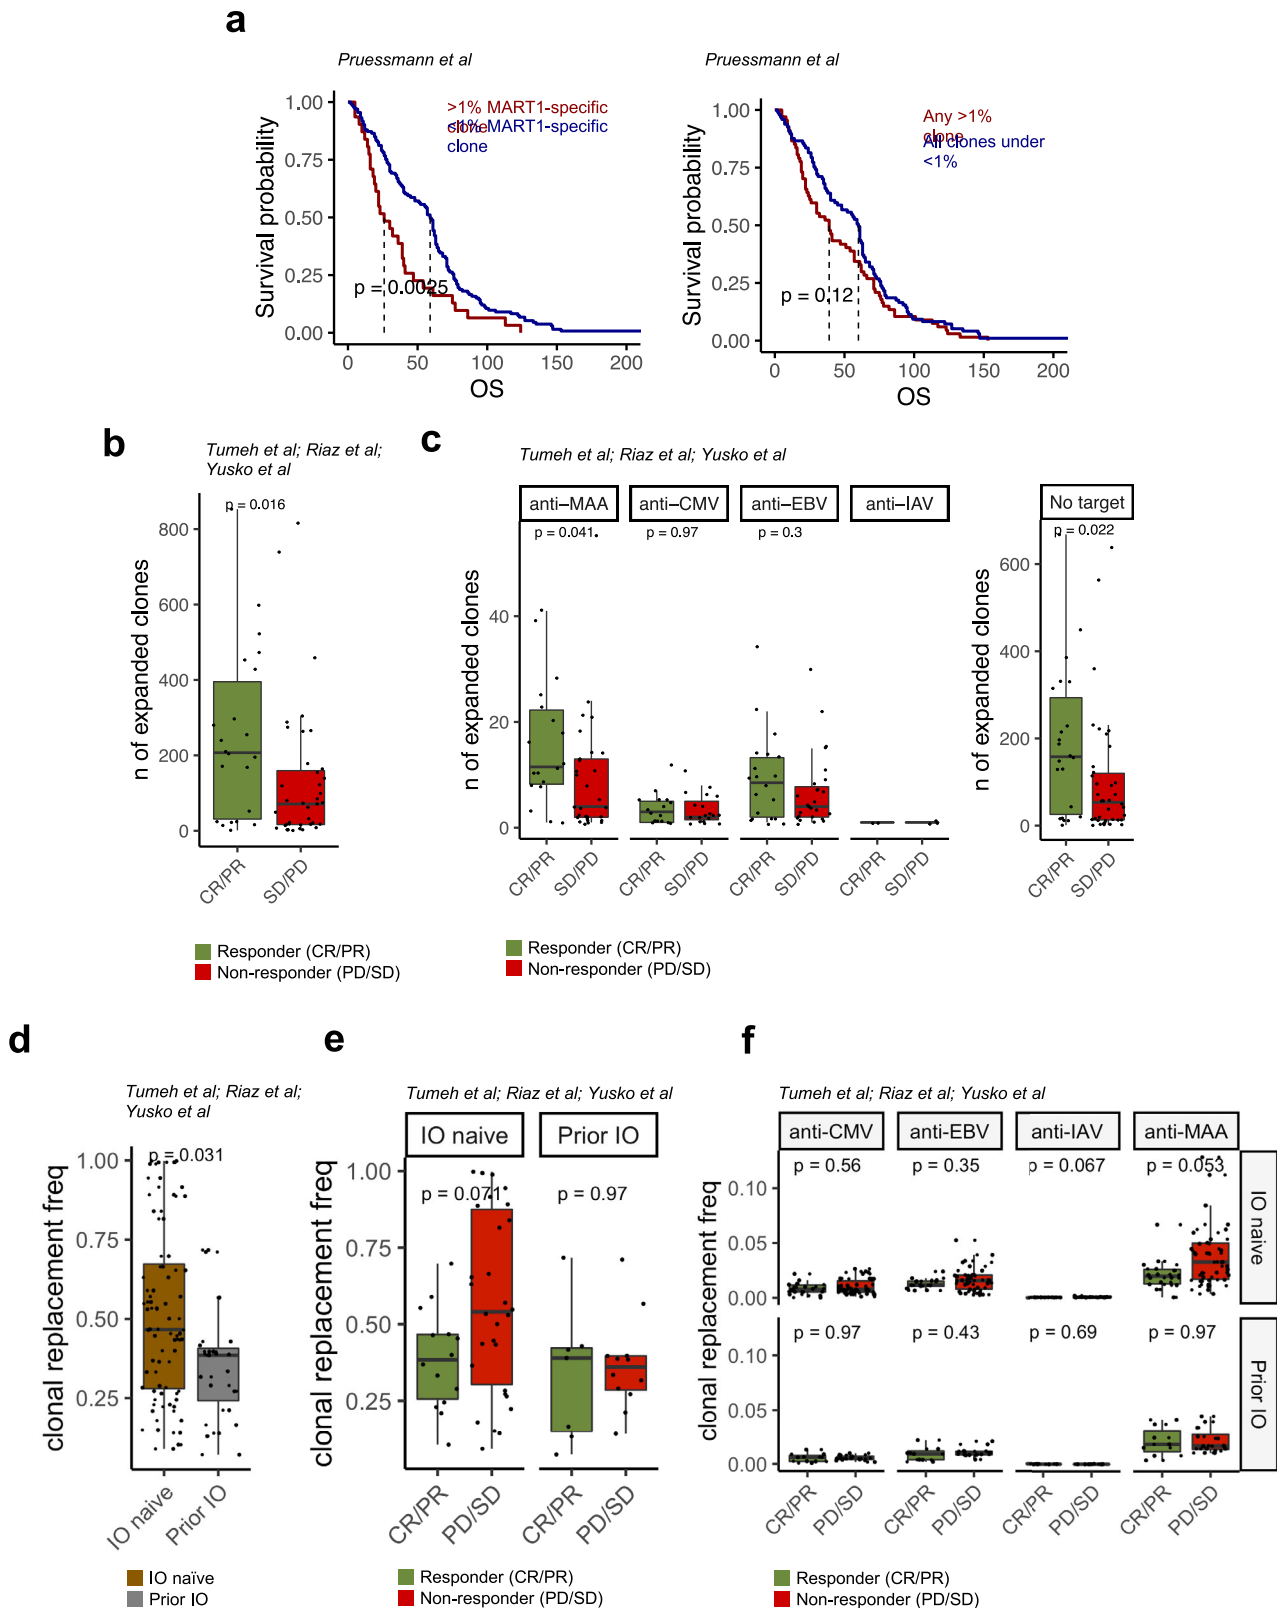 a
Pruessmann et al
Pruessmann et al
>1% MART1-specific
clone
<1% MART1-specific
clone
Survival probability
1.00
0.75
0.50
0.25
0.00
p = 0.0025
0 50 100 150 200
OS
Any >1%
clone
All clones under
<1%
Survival probability
1.00
0.75
0.50
0.25
0.00
p = 0.12
0 50 100 150 200
OS
b
Tumeh et al; Riaz et al;
Yusko et al
p = 0.016
n of expanded clones
800
600
400
200
0
CR/PR SD/PD
Responder (CR/PR)
Non-responder (PD/SD)
c
Tumeh et al; Riaz et al; Yusko et al
anti–MAA anti–CMV anti–EBV anti–IAV
p = 0.041 p = 0.97 p = 0.3
n of expanded clones
40
20
0
CR/PR SD/PD CR/PR SD/PD CR/PR SD/PD CR/PR SD/PD
No target
p = 0.022
n of expanded clones
600
400
200
0
CR/PR SD/PD
Responder (CR/PR)
Non-responder (PD/SD)
d
Tumeh et al; Riaz et al;
Yusko et al
p = 0.031
clonal replacement freq
1.00
0.75
0.50
0.25
IO naive Prior IO
IO naïve
Prior IO
e
Tumeh et al; Riaz et al; Yusko et al
IO naive Prior IO
p = 0.071 p = 0.97
clonal replacement freq
1.00
0.75
0.50
0.25
CR/PR PD/SD CR/PR PD/SD
Responder (CR/PR)
Non-responder (PD/SD)
f
Tumeh et al; Riaz et al; Yusko et al
anti-CMV anti-EBV anti-IAV anti-MAA
p = 0.56 p = 0.35 p = 0.067 p = 0.053
IO naive
clonal replacement freq
0.10
0.05
0.00
p = 0.97 p = 0.43 p = 0.69 p = 0.97
Prior IO
0.10
0.05
0.00
CR/PR PD/SD CR/PR PD/SD CR/PR PD/SD CR/PR PD/SD
Responder (CR/PR)
Non-responder (PD/SD)